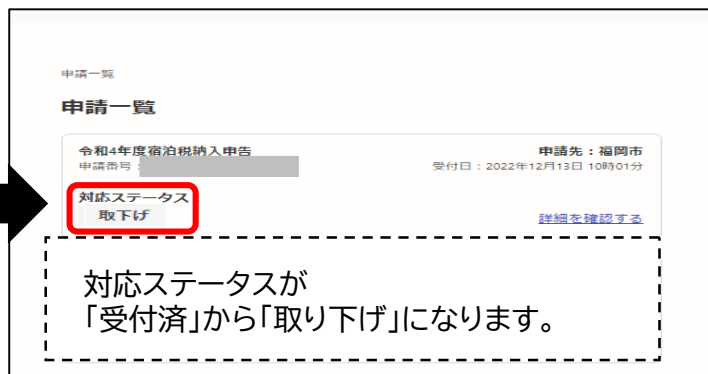 申請一覧
申請一覧
令和4年度宿泊税納入申告
申請先：福岡市
申請番号：
受付日：2022年12月13日 10時01分
対応ステータス
取下げ
詳細を確認する
対応ステータスが
「受付済」から「取り下げ」になります。